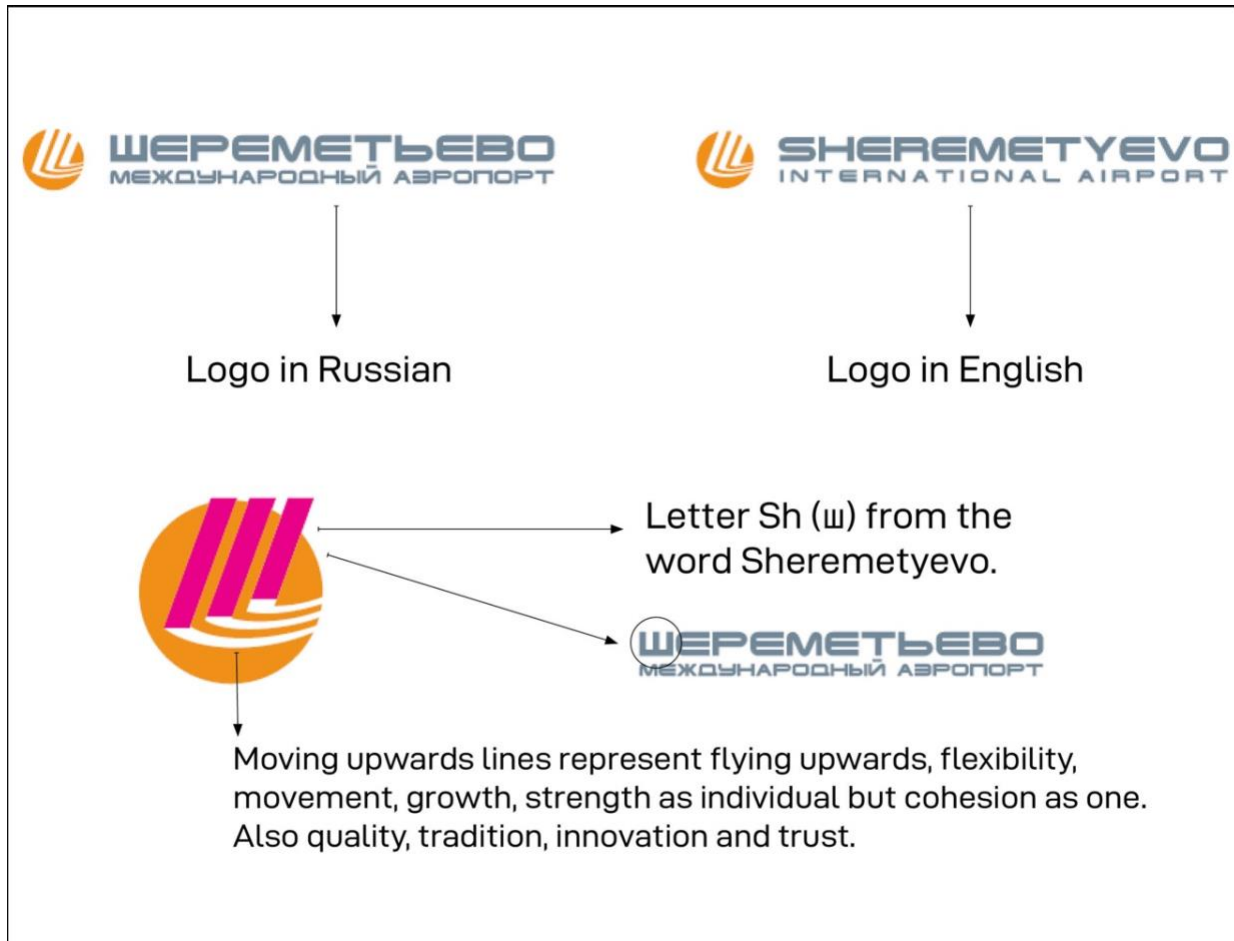 ШЕРЕМЕТЬЕВО
МЕЖДУНАРОДНЫЙ АЭРОПОРТ
SHEREMETYEVO
INTERNATIONAL AIRPORT
Logo in Russian
Logo in English
Letter Sh (ш) from the
word Sheremetyevo.
ШЕРЕМЕТЬЕВО
МЕЖДУНАРОДНЫЙ АЭРОПОРТ
Moving upwards lines represent flying upwards, flexibility,
movement, growth, strength as individual but cohesion as one.
Also quality, tradition, innovation and trust.